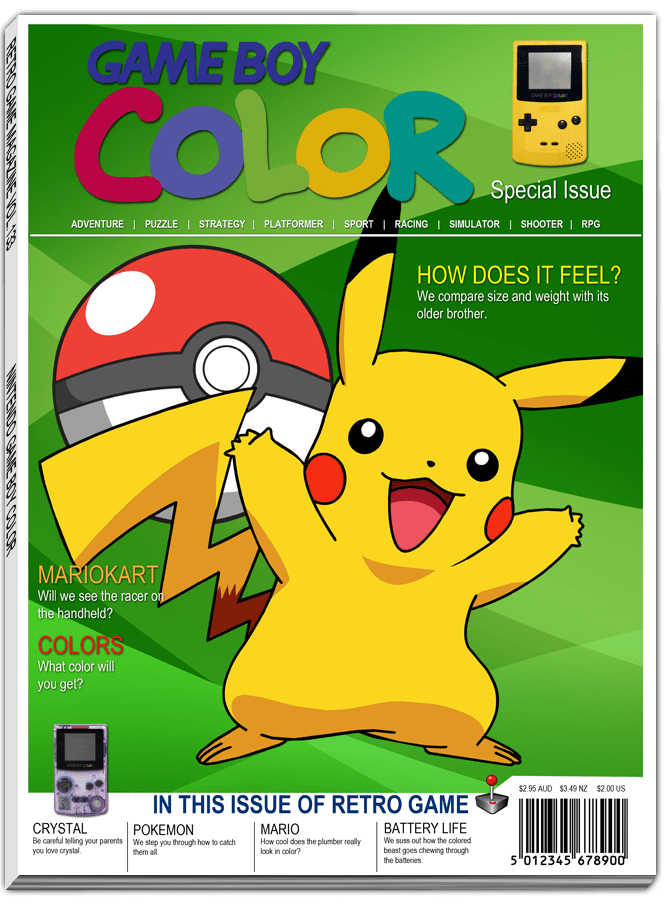 GAME BOY
COLOR
Special Issue
ADVENTURE | PUZZLE | STRATEGY | PLATFORMER | SPORT | RACING | SIMULATOR | SHOOTER | RPG
HOW DOES IT FEEL?
We compare size and weight with its
older brother.
MARIOKART
Will we see the racer on
the handheld?
COLORS
What color will
you get?
IN THIS ISSUE OF RETRO GAME
CRYSTAL
Be careful telling your parents
you love crystal.
POKEMON
We step you through how to catch
them all.
MARIO
How cool does the plumber really
look in color?
BATTERY LIFE
We suss out how the colored
beast goes chewing through
the batteries.
$2.95 AUD $3.49 NZ $2.00 US
5 012345 678900
NINTENDO GAME BOY COLOR